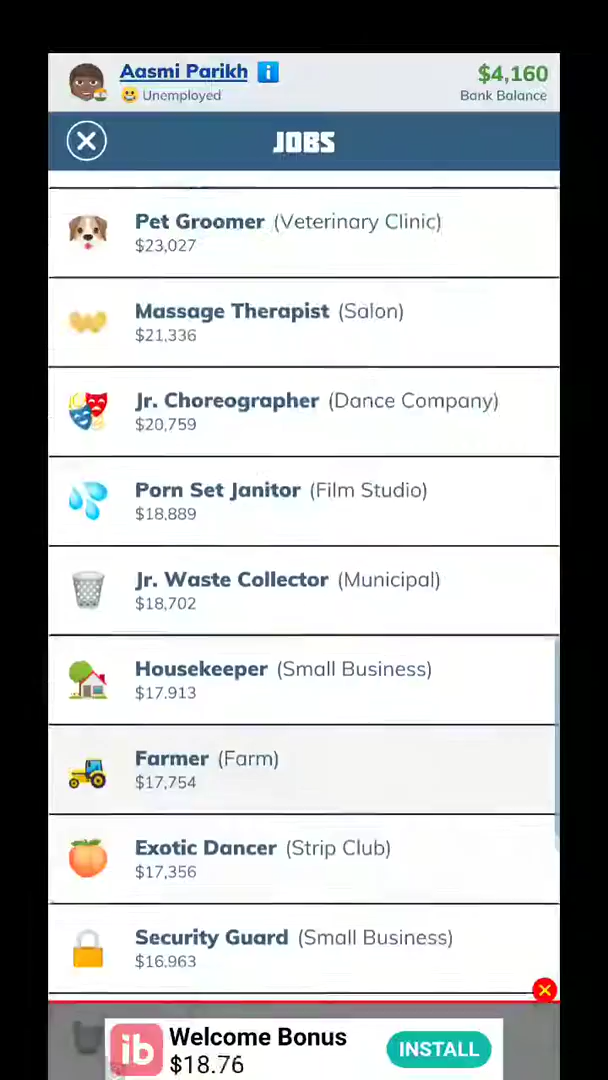 Aasmi Parikh
$4,160
Unemployed
Bank Balance
JOBS
Pet Groomer (Veterinary Clinic)
$23,027
Massage Therapist (Salon)
$21,336
Jr. Choreographer (Dance Company)
$20,759
Porn Set Janitor (Film Studio)
$18,889
Jr. Waste Collector (Municipal)
$18,702
Housekeeper (Small Business)
$17,913
Farmer (Farm)
$17,754
Exotic Dancer (Strip Club)
$17,356
Security Guard (Small Business)
$16,963
ib
Welcome Bonus
$18.76
INSTALL